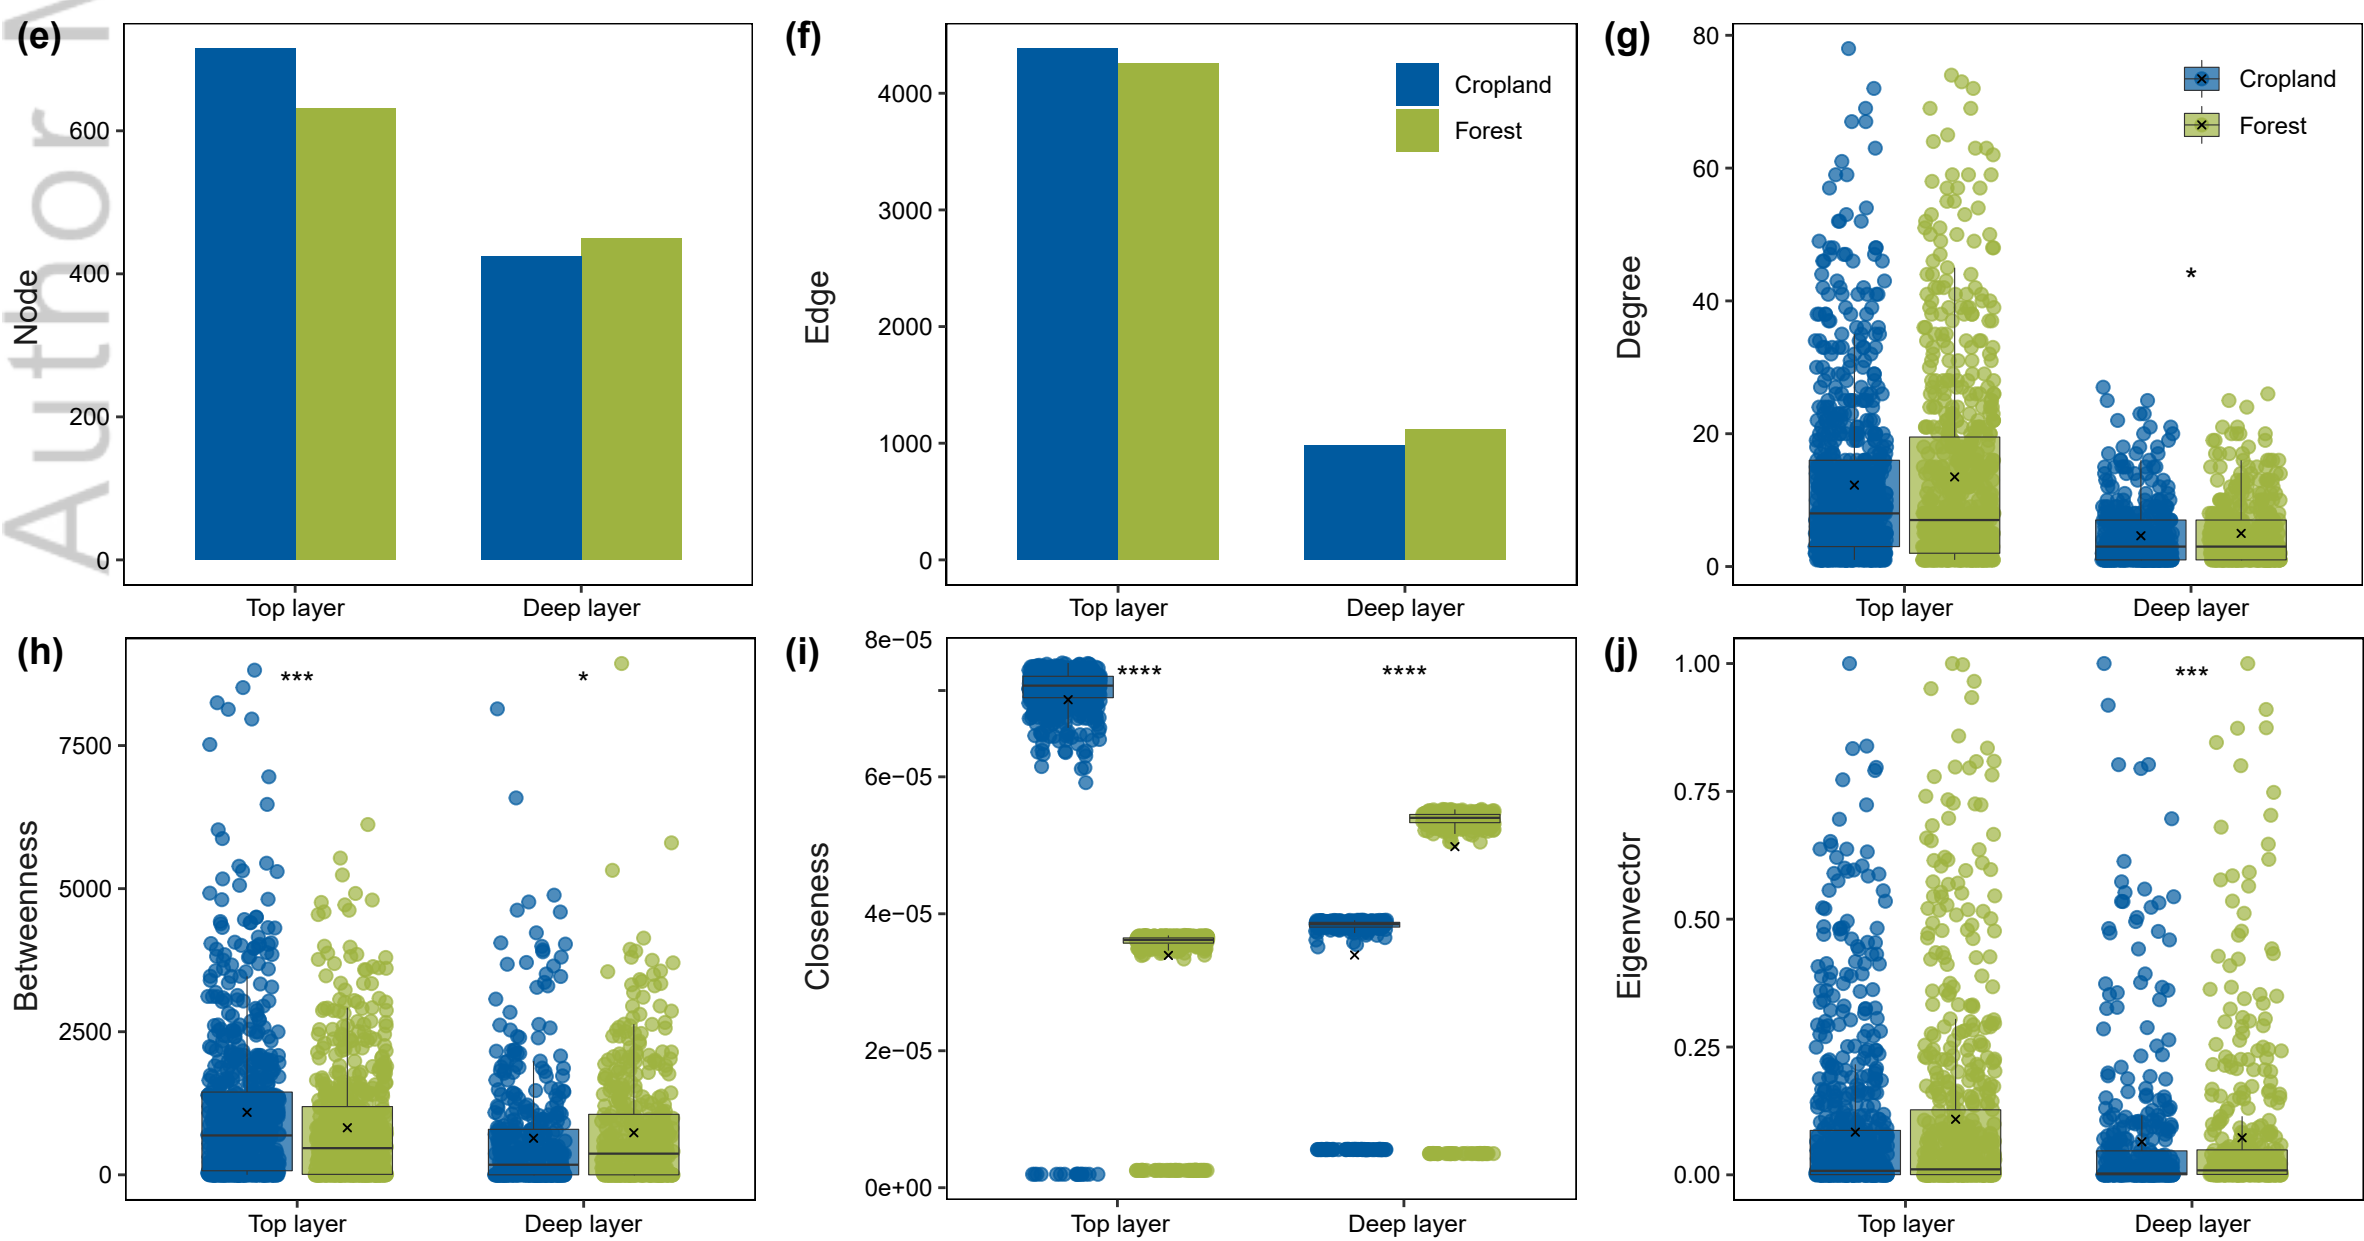 Author
(e)
Node
600
400
200
0
Top layer
Deep layer
(f)
Edge
4000
3000
2000
1000
0
Cropland
Forest
Top layer
Deep layer
(g)
Degree
80
60
40
20
0
Cropland
Forest
*
Top layer
Deep layer
(h)
Betweenness
7500
5000
2500
0
***
*
Top layer
Deep layer
(i)
Closeness
8e−05
6e−05
4e−05
2e−05
0e+00
****
****
Top layer
Deep layer
(j)
Eigenvector
1.00
0.75
0.50
0.25
0.00
***
Top layer
Deep layer